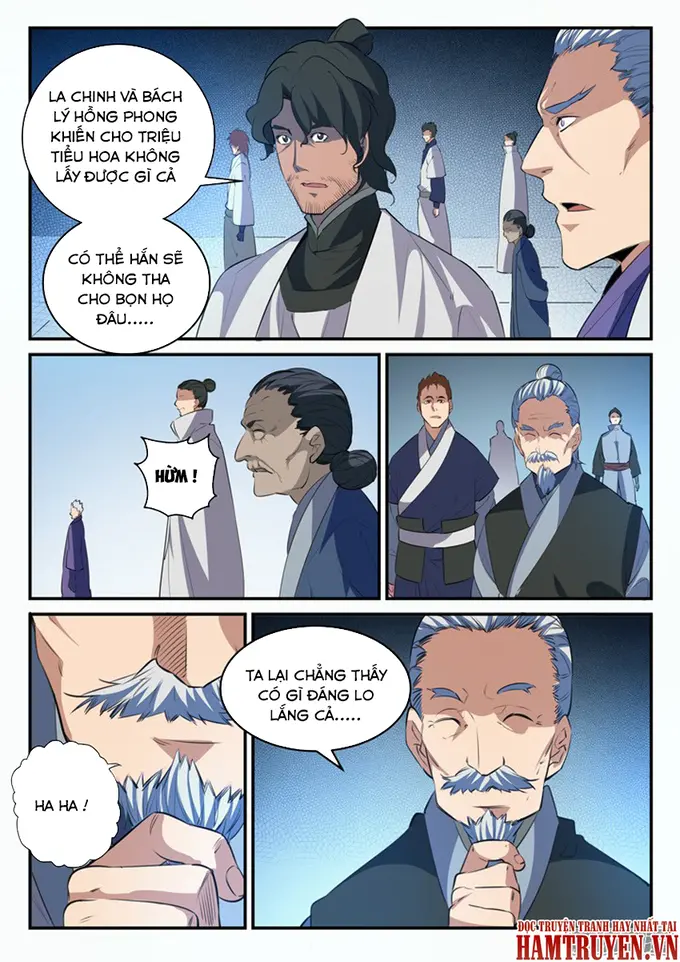 LA CHINH VÀ BÁCH
LÝ HỒNG PHONG
KHIẾN CHO TRIỆU
TIỂU HOA KHÔNG
LẤY ĐƯỢC GÌ CẢ
CÓ THỂ HẮN SẼ
KHÔNG THA
CHO BỌN HỌ
ĐÂU.....
HỪM !
HA HA !
TA LẠI CHẲNG THẤY
CÓ GÌ ĐÁNG LO
LẮNG CẢ.....
ĐỌC TRUYỆN TRANH HAY NHẤT TẠI
HAMTRUYEN.VN